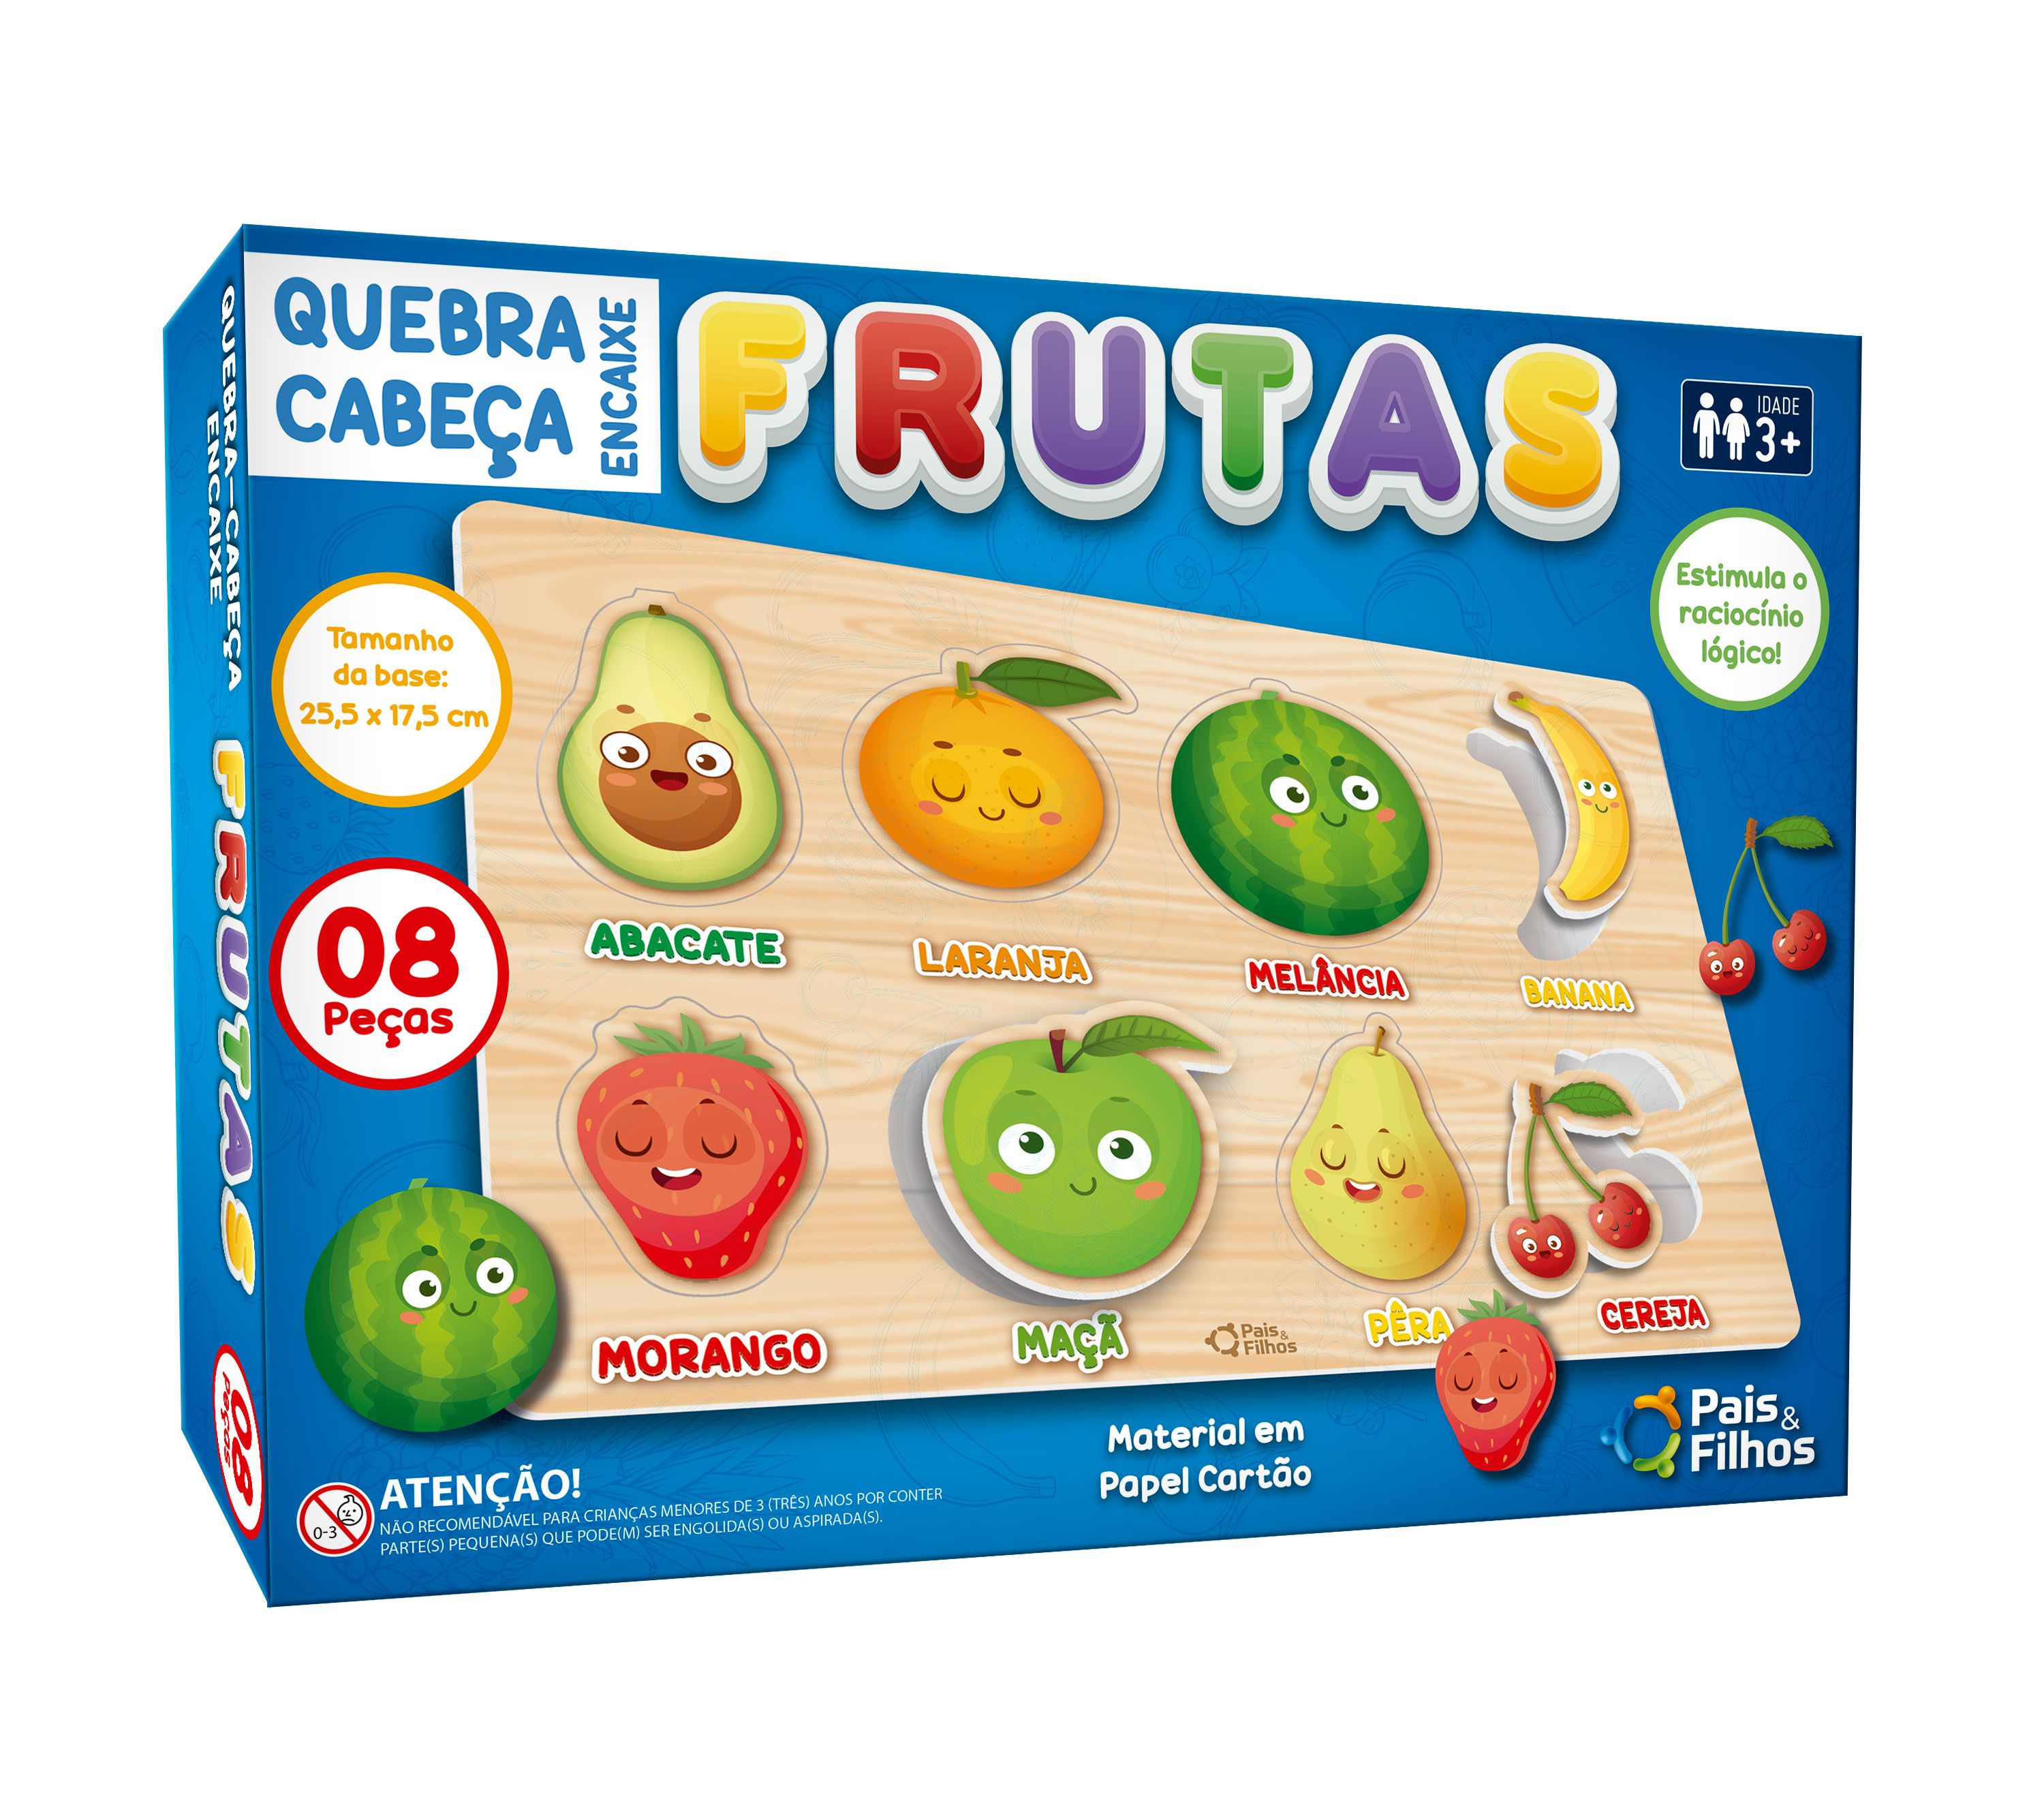 QUEBRA
CABEÇA
ENCAIXE
FRUTAS
IDADE
3+
Estimula o
raciocínio
lógico!
Tamanho
da base:
25,5 x 17,5 cm
08
Peças
ABACATE
LARANJA
MELÂNCIA
BANANA
MORANGO
MAÇÃ
Pais &
Filhos
PÊRA
CEREJA
Material em
Papel Cartão
Pais &
Filhos
0-3
ATENÇÃO!
NÃO RECOMENDÁVEL PARA CRIANÇAS MENORES DE 3 (TRÊS) ANOS POR CONTER
PARTE(S) PEQUENA(S) QUE PODE(M) SER ENGOLIDA(S) OU ASPIRADA(S).
QUEBRA-CABEÇA
ENCAIXE
FRUTAS
08
Peças